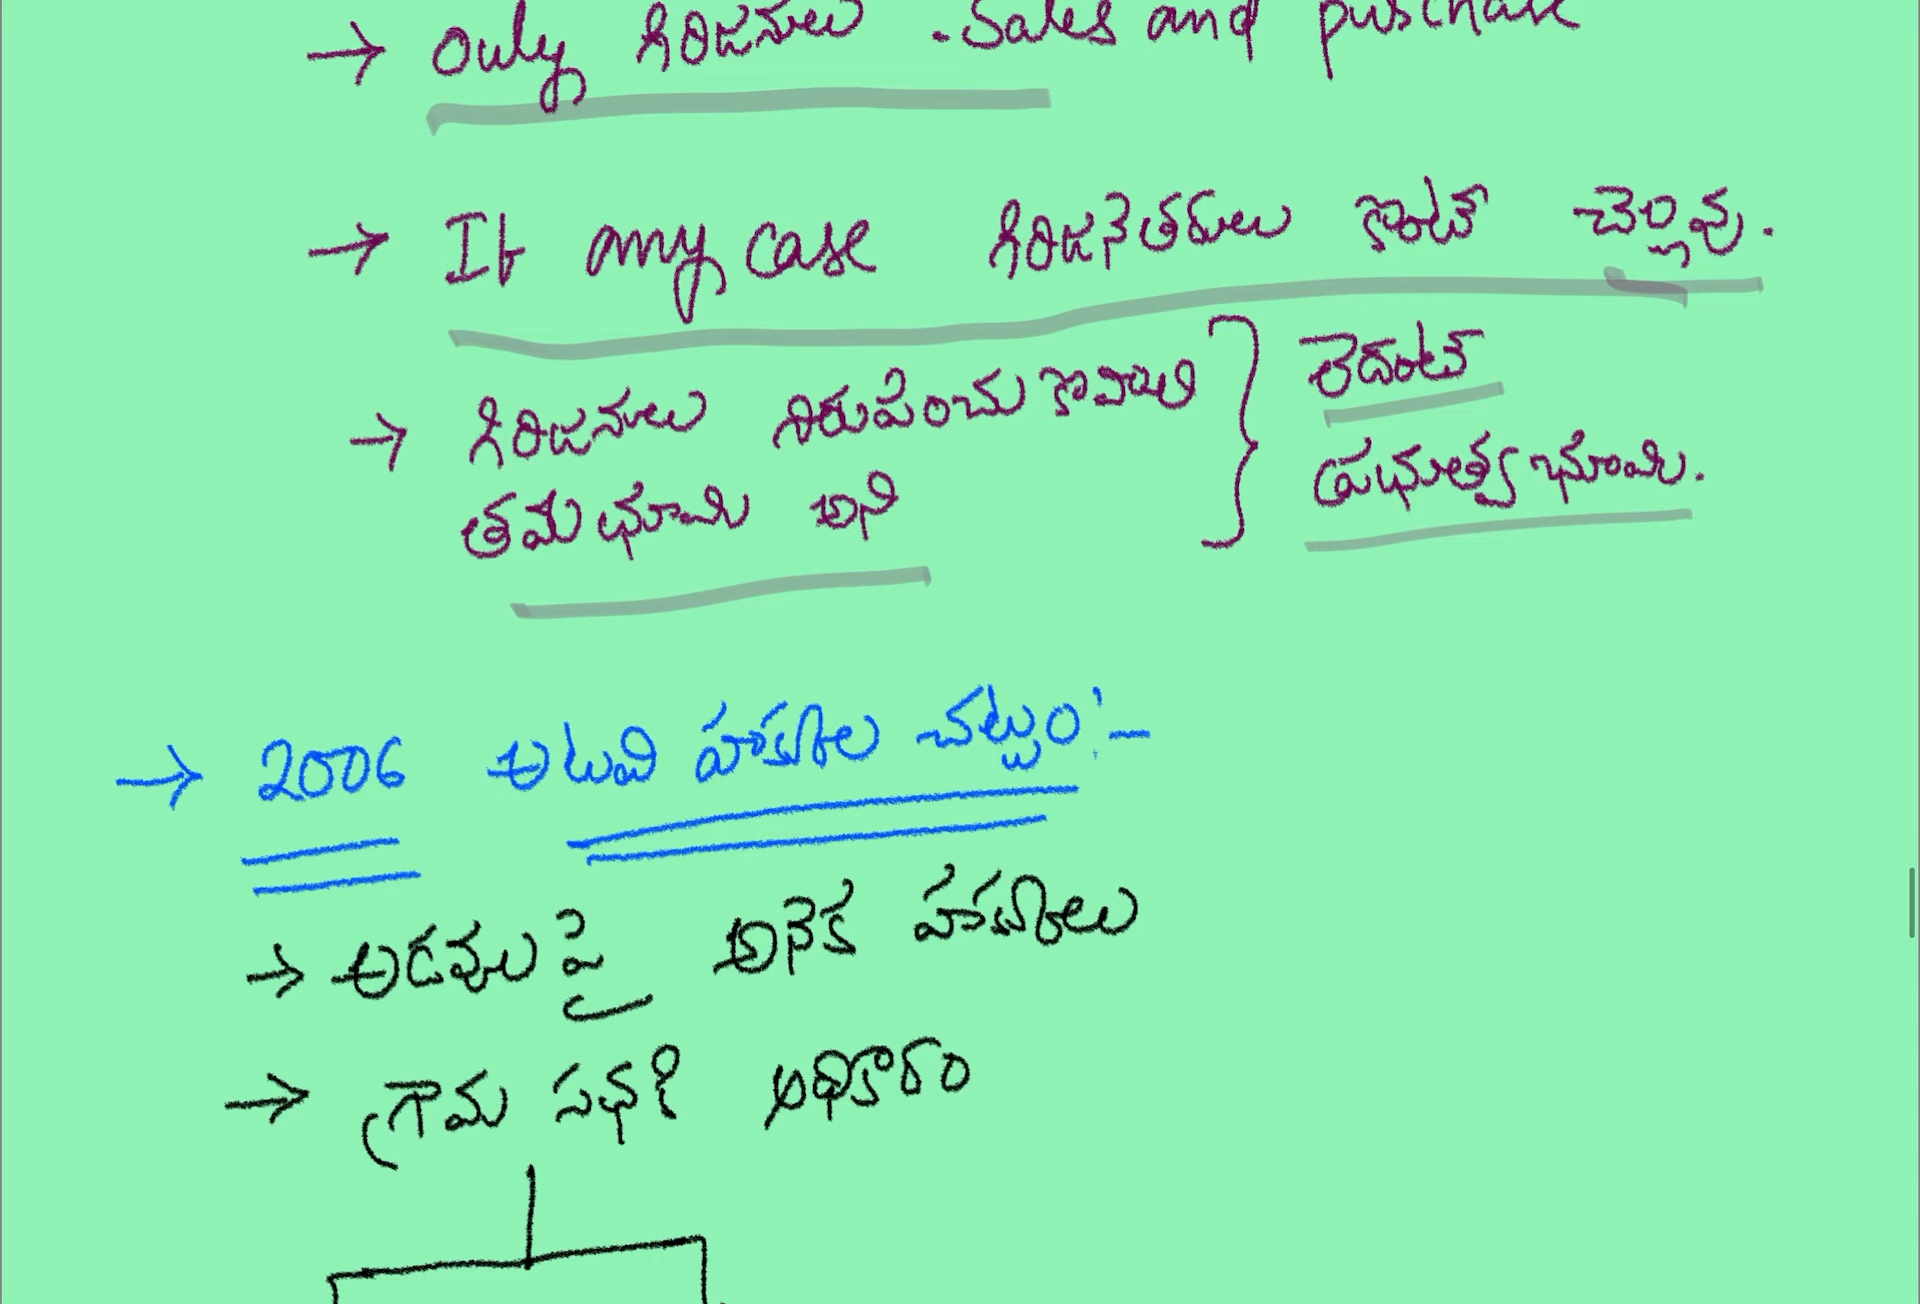 → Only గిరిజనులు . Sales and purchase
→ If any case గిరిజనేతరులు కొంటే చెల్లవు.
→ గిరిజనులు నిరుపించుకోవాలి
తమ భూమి అని
లేదంటే
ప్రభుత్వ భూమి.
→ 2006 అటవి హక్కుల చట్టం:-
→ అడవులపై అనేక హక్కులు
→ గ్రామ సభకి అధికారం